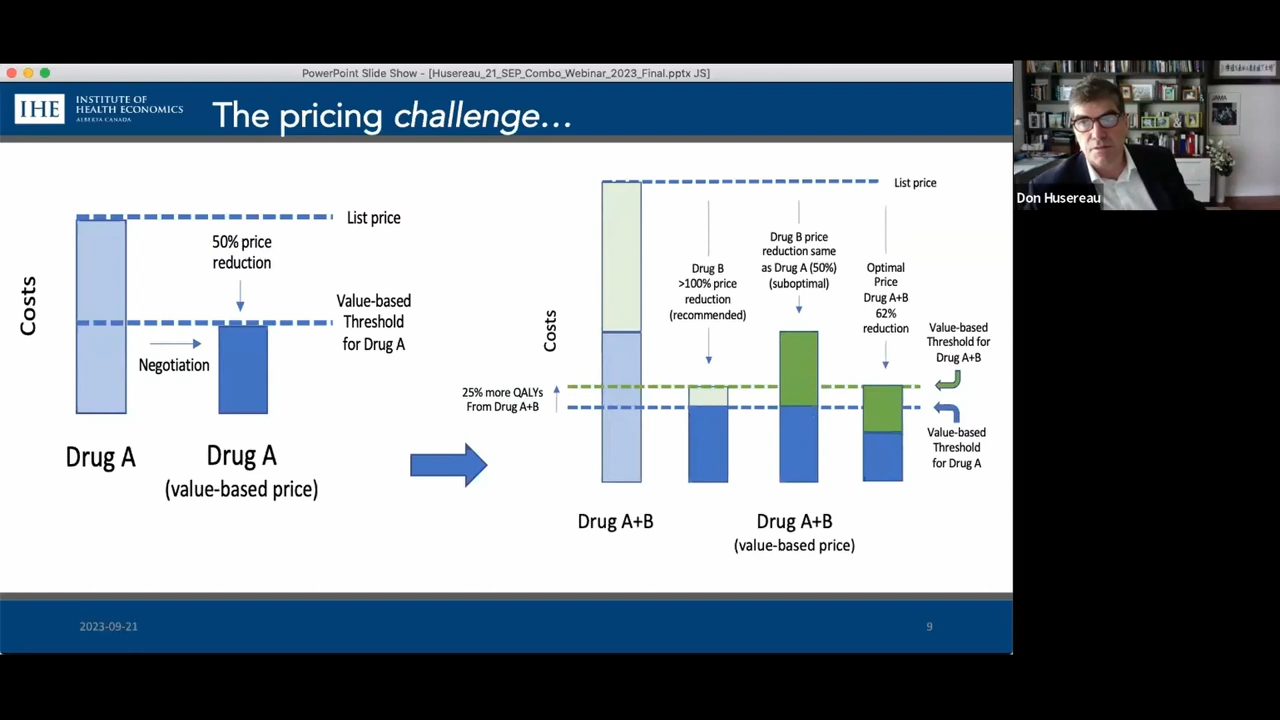 PowerPoint Slide Show - [Husereau_21_SEP_Combo_Webinar_2023_Final.pptx JS]
IHE
INSTITUTE OF
HEALTH ECONOMICS
ALBERTA CANADA
The pricing challenge...
Costs
List price
50% price
reduction
Value-based
Threshold
for Drug A
Negotiation
Drug A
Drug A
(value-based price)
Costs
List price
Drug B
>100% price
reduction
(recommended)
Drug B price
reduction same
as Drug A (50%)
(suboptimal)
Optimal
Price
Drug A+B
62%
reduction
Value-based
Threshold for
Drug A+B
25% more QALYs
From Drug A+B
Value-based
Threshold
for Drug A
Drug A+B
Drug A+B
(value-based price)
2023-09-21
9
JAMA
Don Husereau